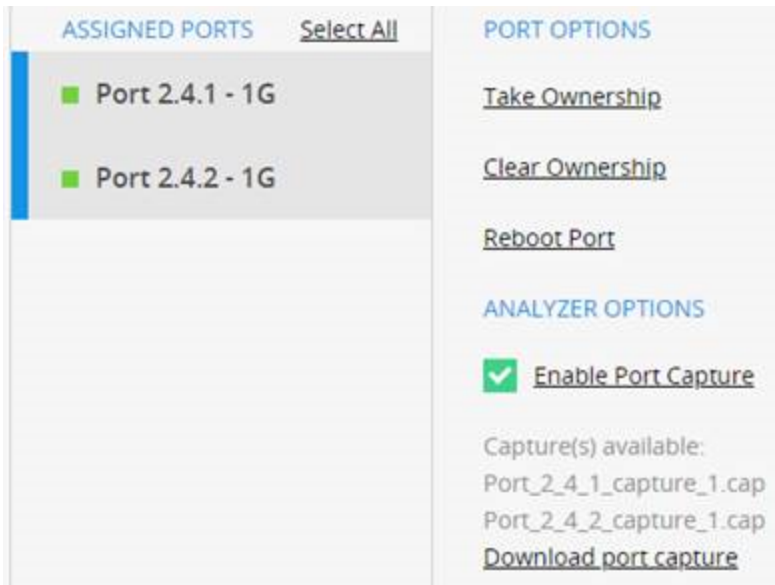 ASSIGNED PORTS
Select All
Port 2.4.1 - 1G
Port 2.4.2 - 1G
PORT OPTIONS
Take Ownership
Clear Ownership
Reboot Port
ANALYZER OPTIONS
Enable Port Capture
Capture(s) available:
Port_2_4_1_capture_1.cap
Port_2_4_2_capture_1.cap
Download port capture